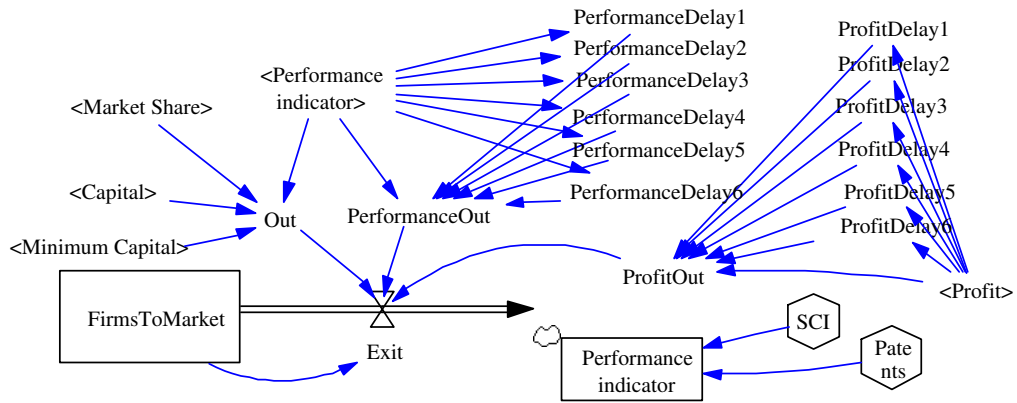 PerformanceDelay1
ProfitDelay1
PerformanceDelay2
ProfitDelay2
<Performance
indicator>
PerformanceDelay3
<Market Share>
ProfitDelay3
PerformanceDelay4
PerformanceDelay5
ProfitDelay4
<Capital>
PerformanceDelay6
ProfitDelay5
Out
PerformanceOut
ProfitDelay6
<Minimum Capital>
ProfitOut
<Profit>
FirmsToMarket
SCI
Exit
Performance
indicator
Pate
nts